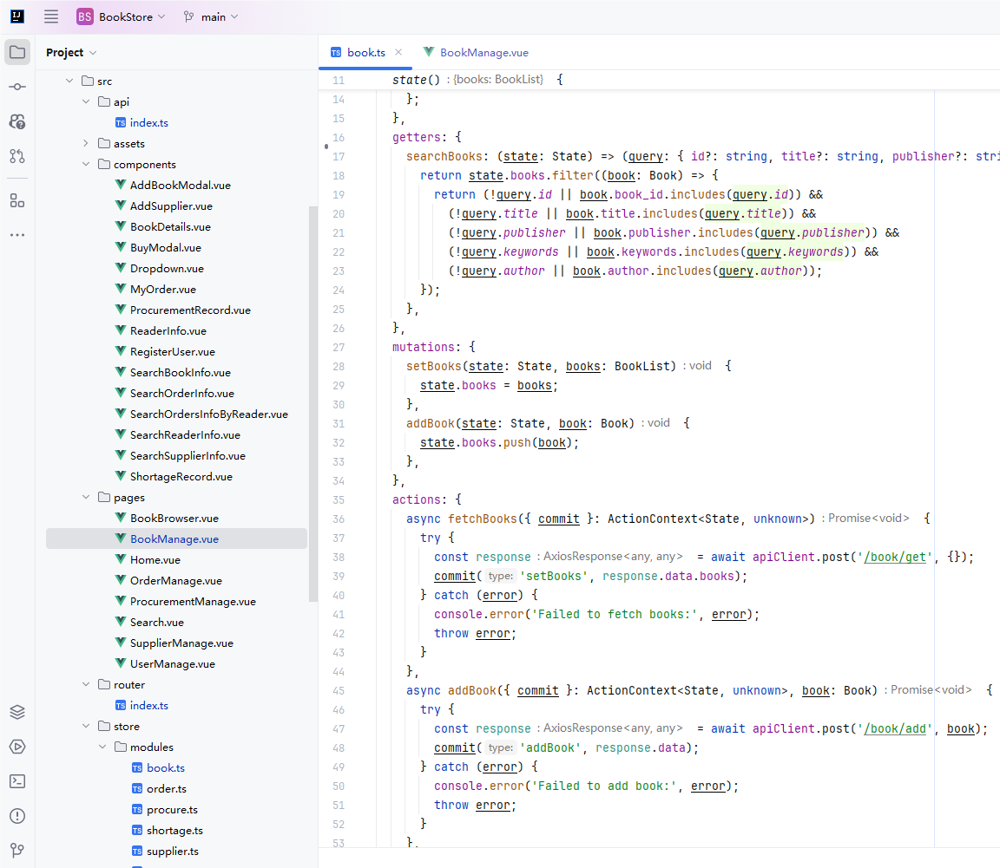 BS BookStore main
Project
src
api
index.ts
assets
components
AddBookModal.vue
AddSupplier.vue
BookDetails.vue
BuyModal.vue
Dropdown.vue
MyOrder.vue
ProcurementRecord.vue
ReaderInfo.vue
RegisterUser.vue
SearchBookInfo.vue
SearchOrderInfo.vue
SearchOrdersInfoByReader.vue
SearchReaderInfo.vue
SearchSupplierInfo.vue
ShortageRecord.vue
pages
BookBrowser.vue
BookManage.vue
Home.vue
OrderManage.vue
ProcurementManage.vue
Search.vue
SupplierManage.vue
UserManage.vue
router
index.ts
store
modules
book.ts
order.ts
procure.ts
shortage.ts
supplier.ts
book.ts BookManage.vue
11 state() : {books: BookList} {
14 };
15 },
16 getters: {
17 searchBooks: (state: State) => (query: { id?: string, title?: string, publisher?: stri
18 return state.books.filter((book: Book) => {
19 return (!query.id || book.book_id.includes(query.id)) &&
20 (!query.title || book.title.includes(query.title)) &&
21 (!query.publisher || book.publisher.includes(query.publisher)) &&
22 (!query.keywords || book.keywords.includes(query.keywords)) &&
23 (!query.author || book.author.includes(query.author));
24 });
25 },
26 },
27 mutations: {
28 setBooks(state: State, books: BookList) : void {
29 state.books = books;
30 },
31 addBook(state: State, book: Book) : void {
32 state.books.push(book);
33 },
34 },
35 actions: {
36 async fetchBooks({ commit }: ActionContext<State, unknown>) : Promise<void> {
37 try {
38 const response : AxiosResponse<any, any> = await apiClient.post('/book/get', {});
39 commit( type: 'setBooks', response.data.books);
40 } catch (error) {
41 console.error('Failed to fetch books:', error);
42 throw error;
43 }
44 },
45 async addBook({ commit }: ActionContext<State, unknown>, book: Book) : Promise<void> {
46 try {
47 const response : AxiosResponse<any, any> = await apiClient.post('/book/add', book);
48 commit( type: 'addBook', response.data);
49 } catch (error) {
50 console.error('Failed to add book:', error);
51 throw error;
52 }
53 },